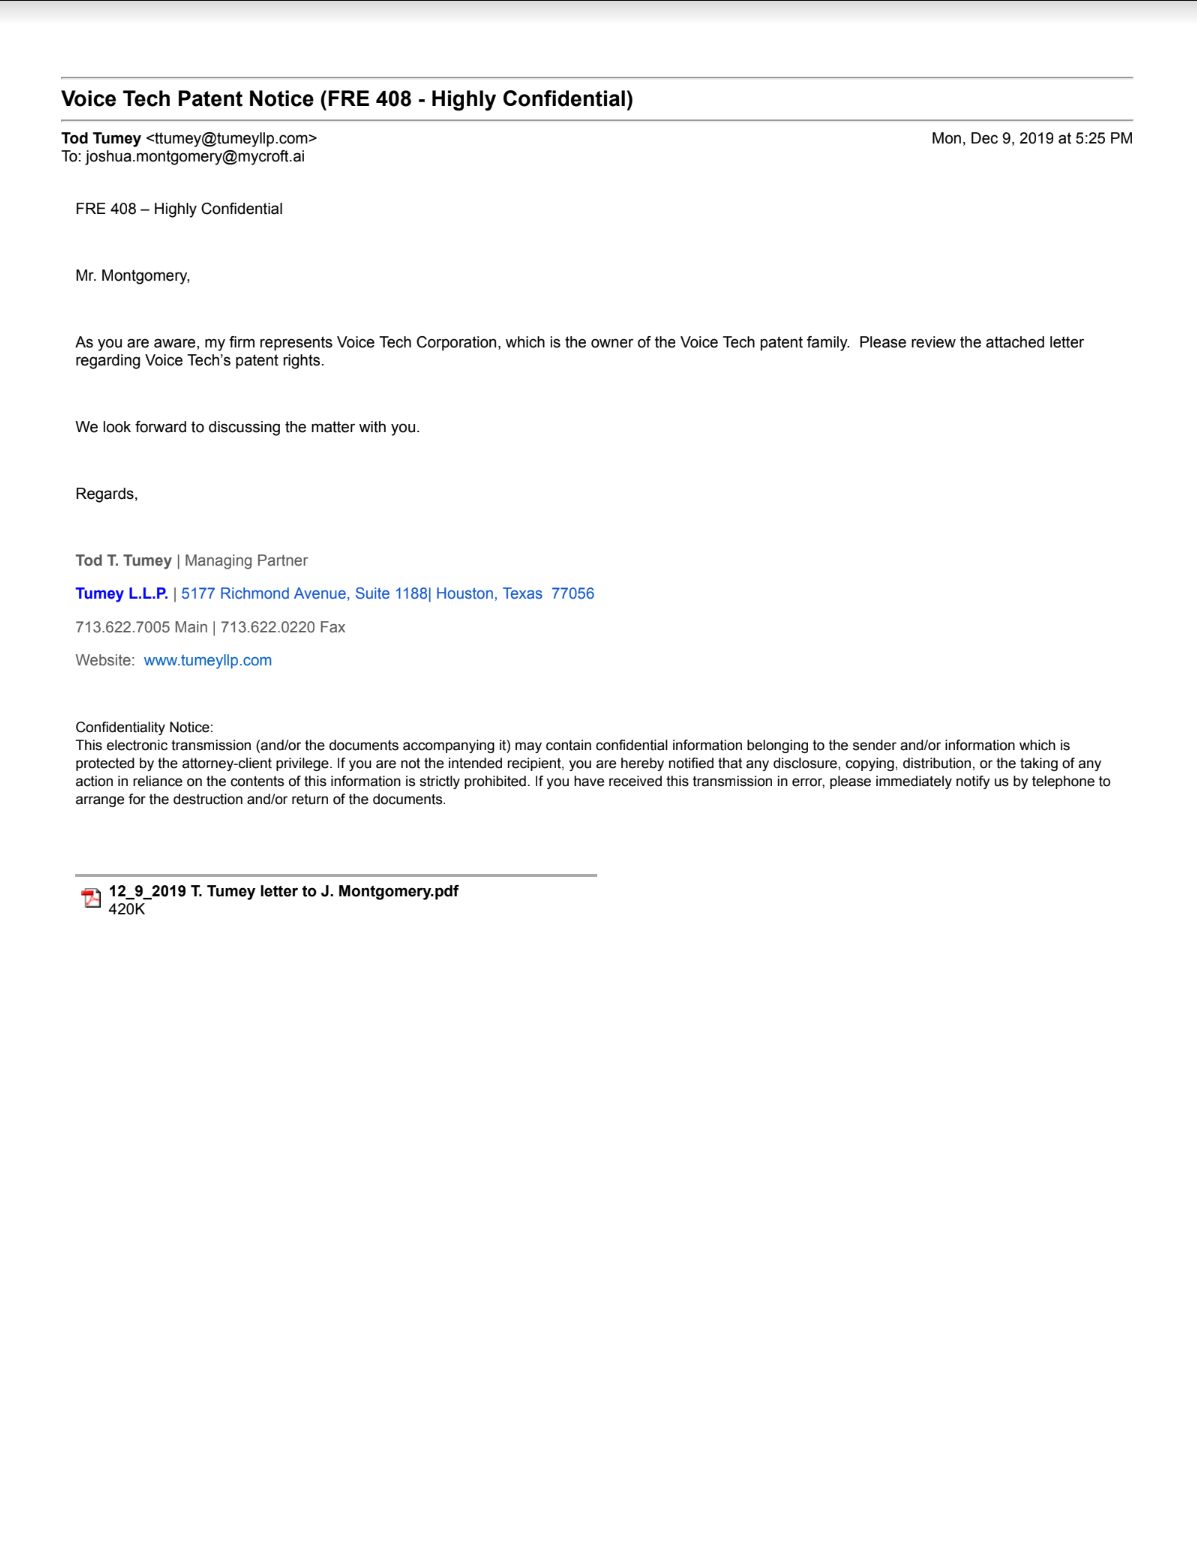 Voice Tech Patent Notice (FRE 408 - Highly Confidential)
Tod Tumey <ttumey@tumeyllp.com> Mon, Dec 9, 2019 at 5:25 PM
To: joshua.montgomery@mycroft.ai
FRE 408 – Highly Confidential
Mr. Montgomery,
As you are aware, my firm represents Voice Tech Corporation, which is the owner of the Voice Tech patent family.  Please review the attached letter
regarding Voice Tech's patent rights.
We look forward to discussing the matter with you.
Regards,
Tod T. Tumey | Managing Partner
Tumey L.L.P. | 5177 Richmond Avenue, Suite 1188| Houston, Texas  77056
713.622.7005 Main | 713.622.0220 Fax
Website:  www.tumeyllp.com
Confidentiality Notice:
This electronic transmission (and/or the documents accompanying it) may contain confidential information belonging to the sender and/or information which is
protected by the attorney-client privilege. If you are not the intended recipient, you are hereby notified that any disclosure, copying, distribution, or the taking of any
action in reliance on the contents of this information is strictly prohibited. If you have received this transmission in error, please immediately notify us by telephone to
arrange for the destruction and/or return of the documents.
12_9_2019 T. Tumey letter to J. Montgomery.pdf
420K